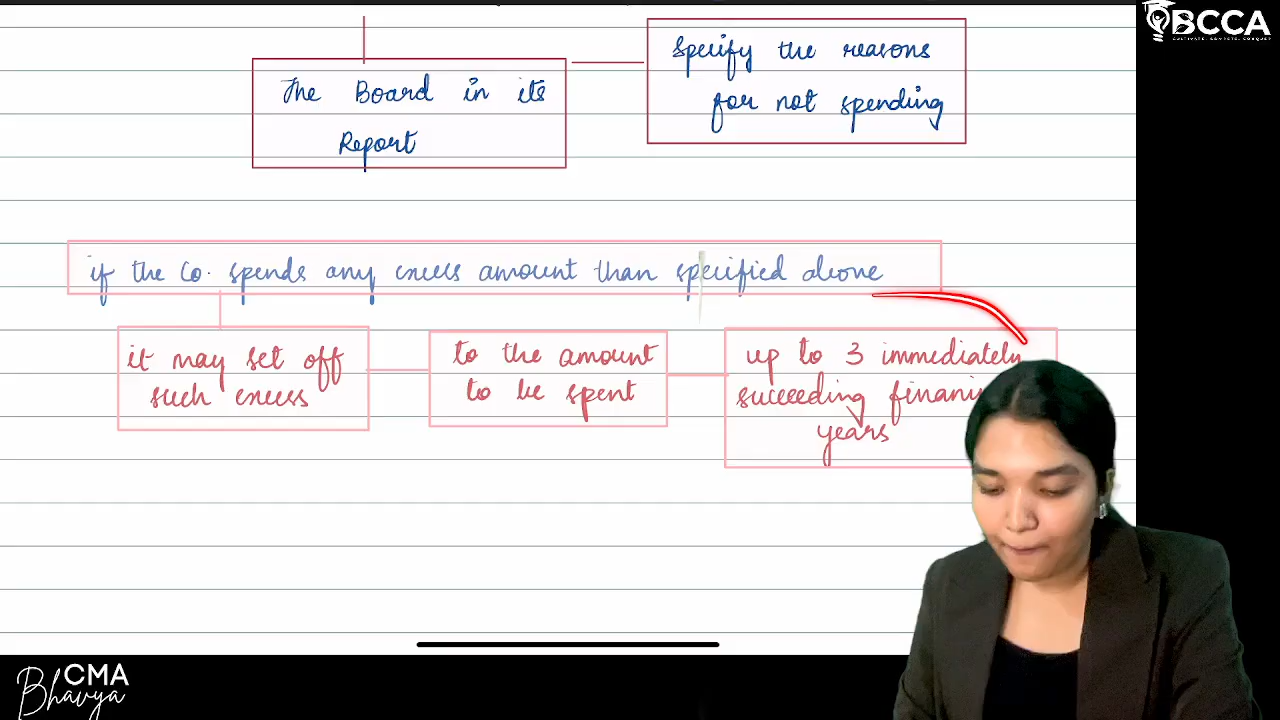 BCCA
The Board in its
Report
Specify the reasons
for not spending
if the Co. spends any excess amount than specified above
it may set off
such excess
to the amount
to be spent
up to 3 immediately
succeeding
years
CMA
Bhavya